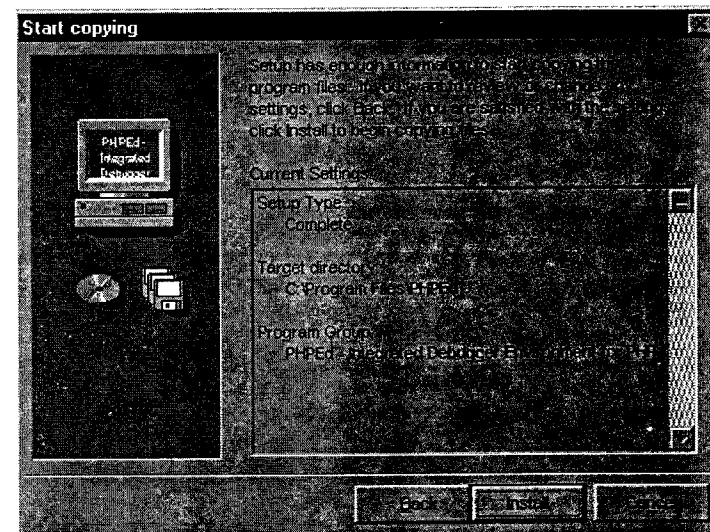 Start copying
PHPEd -
Integrated
Debugger
Setup has enough information to start copying the
program files. If you want to review or change any
settings, click Back. If you are satisfied with the settings,
click Install to begin copying files.
Current Settings:
Setup Type
Complete
Target directory
C:\Program Files\PHPEd
Program Group
PHPEd - Integrated Debugger Environment
Back
Install